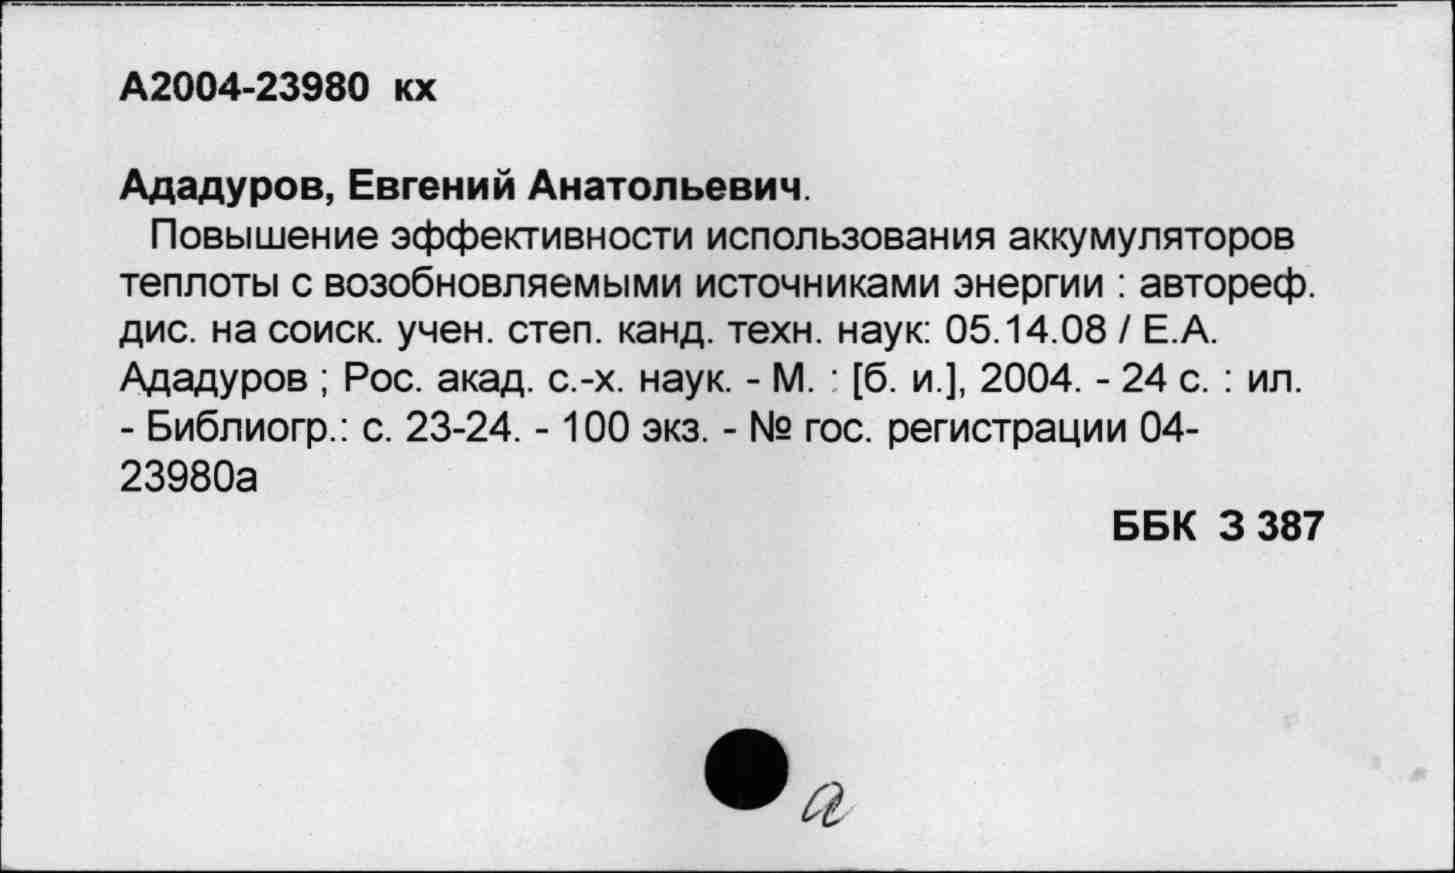 А2004-23980 кх
Ададуров, Евгений Анатольевич.
Повышение эффективности использования аккумуляторов
теплоты с возобновляемыми источниками энергии : автореф.
дис. на соиск. учен. степ. канд. техн. наук: 05.14.08 / Е.А.
Ададуров ; Рос. акад. с.-х. наук. - М. : [б. и.], 2004. - 24 с. : ил.
- Библиогр.: с. 23-24. - 100 экз. - № гос. регистрации 04-
23980а
ББК З 387
а